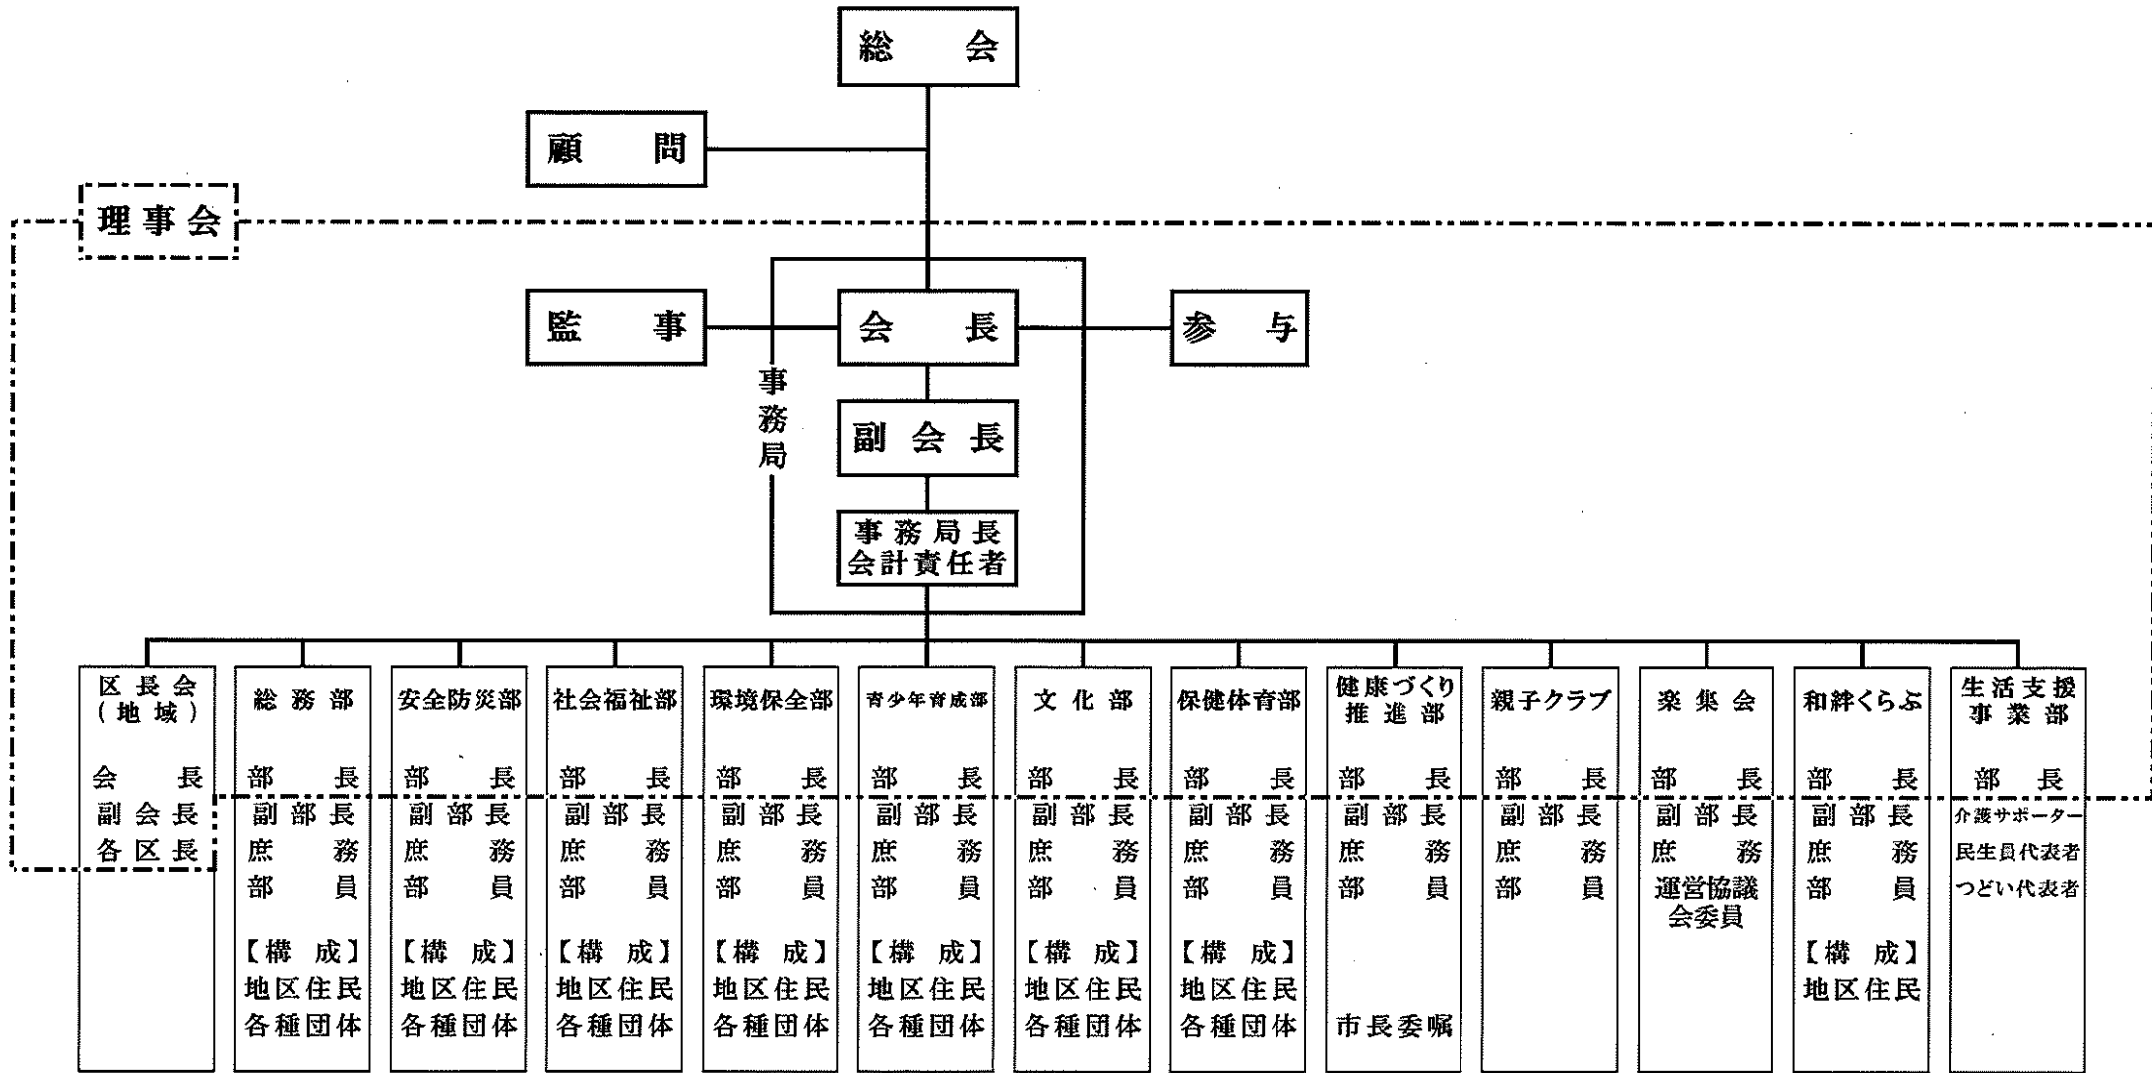 総会
顧問
理事会
監事
会長
参与
事務局
副会長
事務局長
会計責任者
区長会
(地域)
会長
副会長
各区長
総務部
部長
副部長
庶務
部員
【構成】
地区住民
各種団体
安全防災部
部長
副部長
庶務
部員
【構成】
地区住民
各種団体
社会福祉部
部長
副部長
庶務
部員
【構成】
地区住民
各種団体
環境保全部
部長
副部長
庶務
部員
【構成】
地区住民
各種団体
青少年育成部
部長
副部長
庶務
部員
【構成】
地区住民
各種団体
文化部
部長
副部長
庶務
部員
【構成】
地区住民
各種団体
保健体育部
部長
副部長
庶務
部員
【構成】
地区住民
各種団体
健康づくり
推進部
部長
副部長
庶務
部員
市長委嘱
親子クラブ
部長
副部長
庶務
部員
楽集会
部長
副部長
庶務
運営協議
会委員
和絆くらぶ
部長
副部長
庶務
部員
【構成】
地区住民
生活支援
事業部
部長
介護サポーター
民生員代表者
つどい代表者